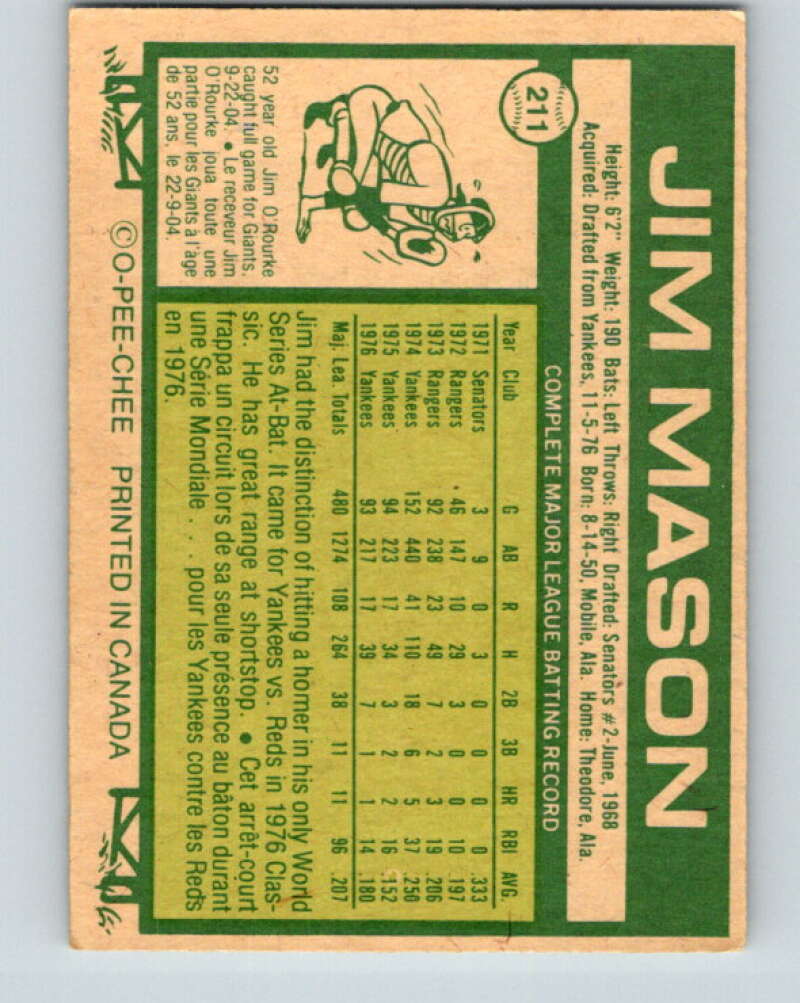 211
JIM MASON
Height: 6'2" Weight: 190 Bats: Left Throws: Right Drafted: Senators #2-June, 1968
Acquired: Drafted from Yankees, 11-5-76 Born: 8-14-50, Mobile, Ala. Home: Theodore, Ala.
COMPLETE MAJOR LEAGUE BATTING RECORD
52 year old Jim O'Rourke
caught full game for Giants,
9-22-04. • Le receveur Jim
O'Rourke joua toute une
partie pour les Giants à l'âge
de 52 ans, le 22-9-04.
Year Club G AB R H 2B 3B HR RBI AVG.
1971 Senators 3 9 0 3 0 0 0 0 .333
1972 Rangers 46 147 10 29 3 0 0 10 .197
1973 Rangers 92 238 23 49 7 2 3 19 .206
1974 Yankees 152 440 41 110 18 6 5 37 .250
1975 Yankees 94 223 17 34 3 2 2 16 .152
1976 Yankees 93 217 17 39 7 1 1 14 .180
Maj. Lea. Totals 480 1274 108 264 38 11 11 96 .207
Jim had the distinction of hitting a homer in his only World
Series At-Bat. It came for Yankees vs. Reds in 1976 Clas-
sic. He has great range at shortstop. • Cet arrêt-court
frappa un circuit lors de sa seule présence au bâton durant
une Série Mondiale . . . pour les Yankees contre les Reds
en 1976.
©O-PEE-CHEE PRINTED IN CANADA